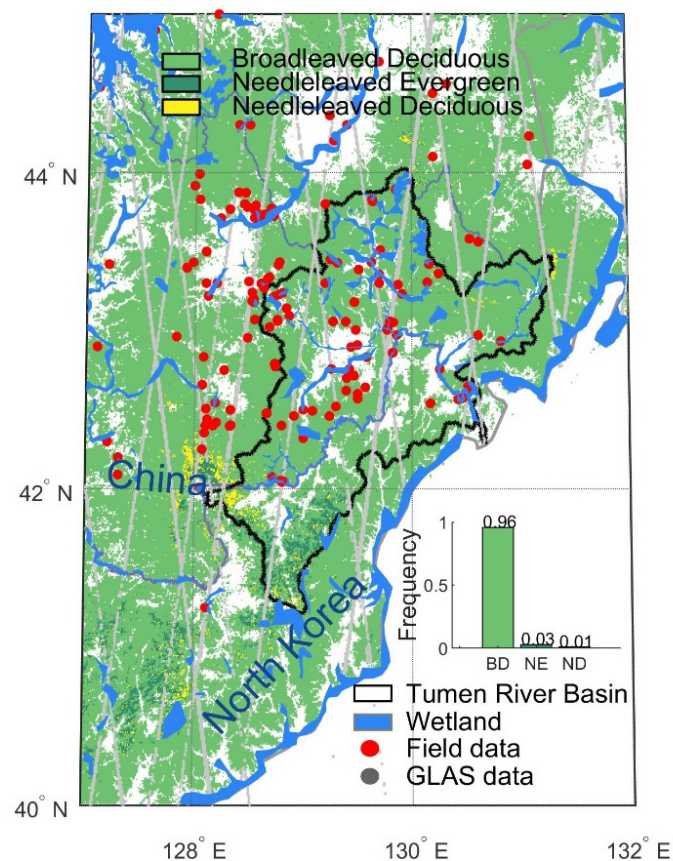 Broadleaved Deciduous
Needleleaved Evergreen
Needleleaved Deciduous
44° N
China
42° N
North Korea
Frequency
1
0.5
0
0.96
0.03
0.01
BD NE ND
Tumen River Basin
Wetland
Field data
GLAS data
40° N
128° E
130° E
132° E